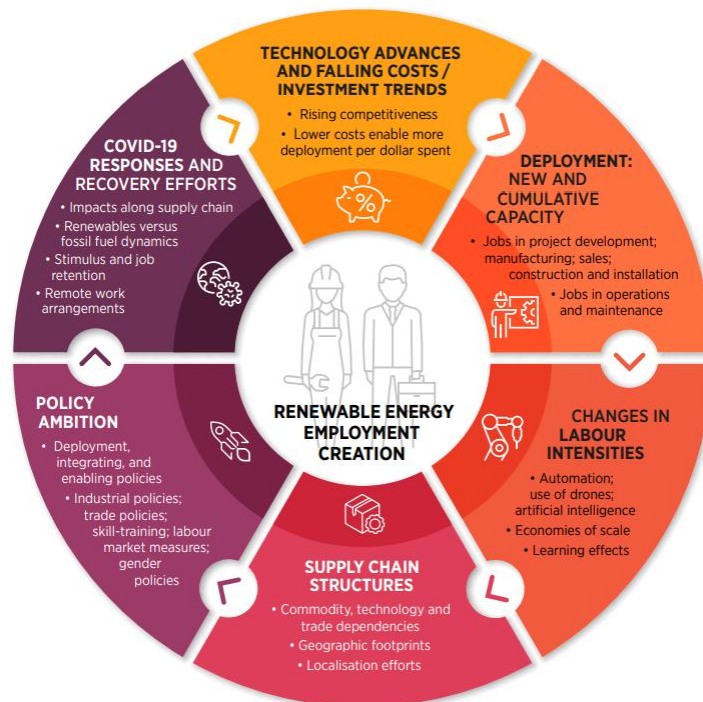 TECHNOLOGY ADVANCES
AND FALLING COSTS /
INVESTMENT TRENDS
• Rising competitiveness
• Lower costs enable more
deployment per dollar spent
%
DEPLOYMENT:
NEW AND
CUMULATIVE
CAPACITY
• Jobs in project development;
manufacturing; sales;
construction and installation
• Jobs in operations
and maintenance
CHANGES IN
LABOUR
INTENSITIES
• Automation;
use of drones;
artificial intelligence
• Economies of scale
• Learning effects
SUPPLY CHAIN
STRUCTURES
• Commodity, technology and
trade dependencies
• Geographic footprints
• Localisation efforts
POLICY
AMBITION
• Deployment,
integrating, and
enabling policies
• Industrial policies;
trade policies;
skill-training; labour
market measures;
gender
policies
COVID-19
RESPONSES AND
RECOVERY EFFORTS
• Impacts along supply chain
• Renewables versus
fossil fuel dynamics
• Stimulus and job
retention
• Remote work
arrangements
RENEWABLE ENERGY
EMPLOYMENT
CREATION